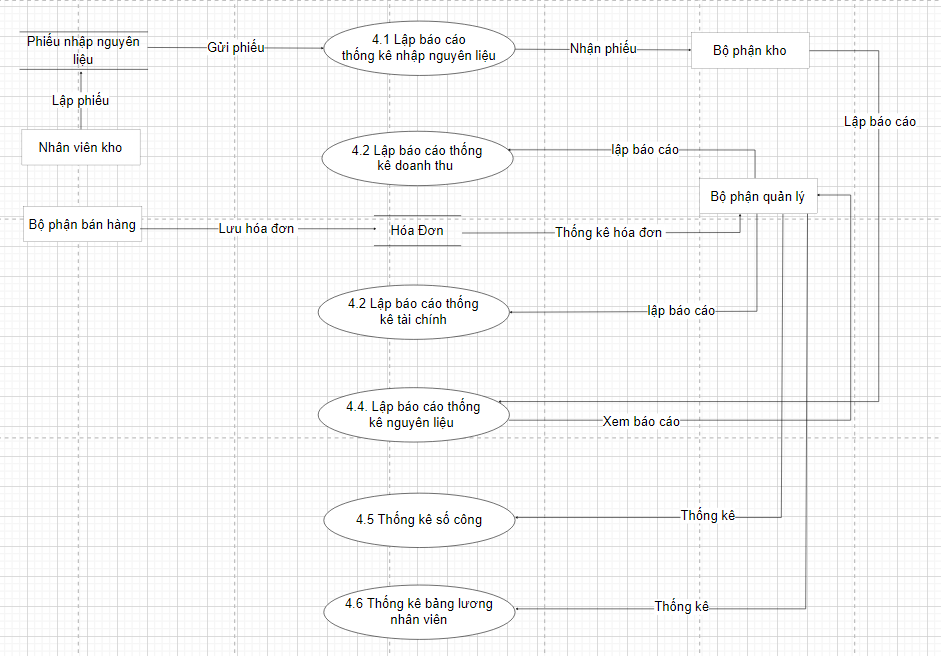 Phiếu nhập nguyên
liệu
Gửi phiếu
4.1 Lập báo cáo
thống kê nhập nguyên liệu
Nhận phiếu
Bộ phận kho
Lập phiếu
Lập báo cáo
Nhân viên kho
4.2 Lập báo cáo thống
kê doanh thu
lập báo cáo
Bộ phận quản lý
Bộ phận bán hàng
Lưu hóa đơn
Hóa Đơn
Thống kê hóa đơn
4.2 Lập báo cáo thống
kê tài chính
lập báo cáo
4.4. Lập báo cáo thống
kê nguyên liệu
Xem báo cáo
4.5 Thống kê số công
Thống kê
4.6 Thống kê bảng lương
nhân viên
Thống kê